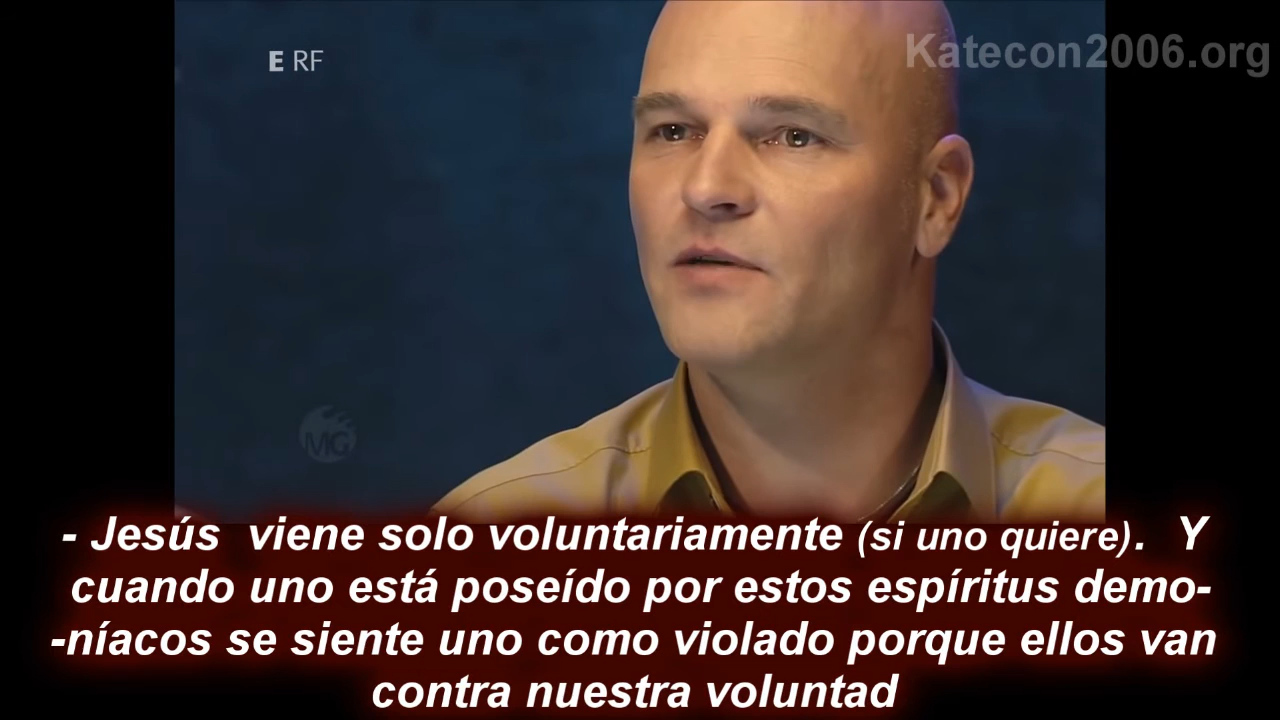 E RF
Katecon2006.org
MG
- Jesús viene solo voluntariamente (si uno quiere). Y
cuando uno está poseído por estos espíritus demo-
-níacos se siente uno como violado porque ellos van
contra nuestra voluntad